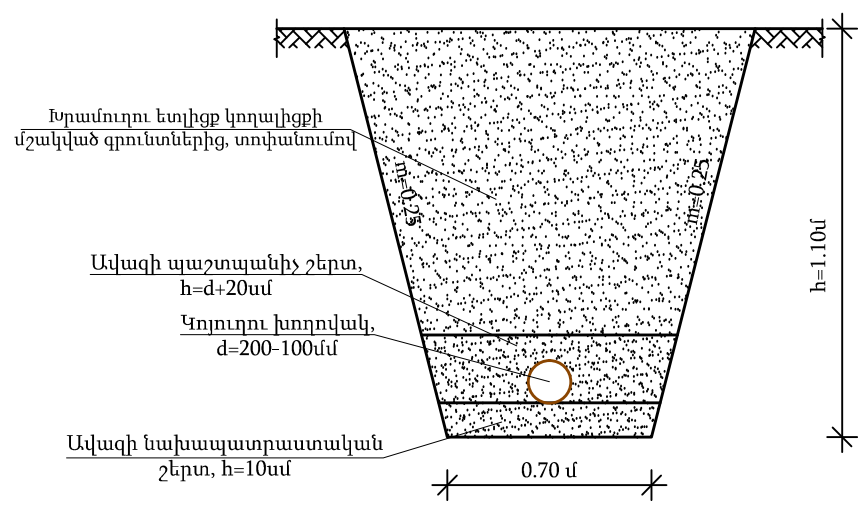 Խրամուղու ետլիցք կողալիցքի
մշակված գրունտներից, տոփանումով
m=0.25
m=0.25
h=1.10մ
Ավազի պաշտպանիչ շերտ,
h=d+20սմ
Կոյուղու խողովակ,
d=200-100մմ
Ավազի նախապատրաստական
շերտ, h=10սմ
0.70 մ